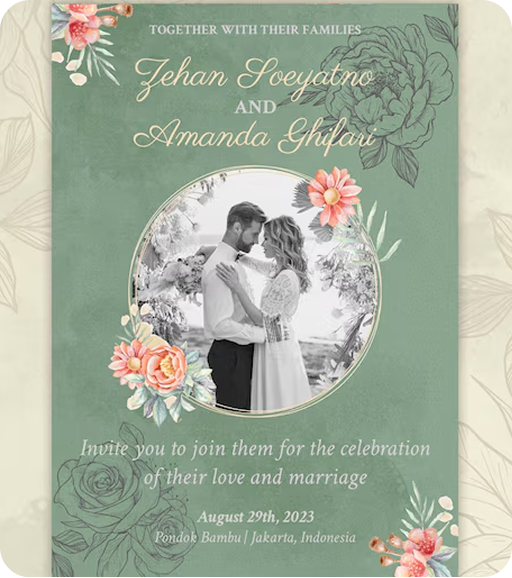 TOGETHER WITH THEIR FAMILIES
Zehan Soeyatno
AND
Amanda Ghifari
Invite you to join them for the celebration
of their love and marriage
August 29th, 2023
Pondok Bambu | Jakarta, Indonesia